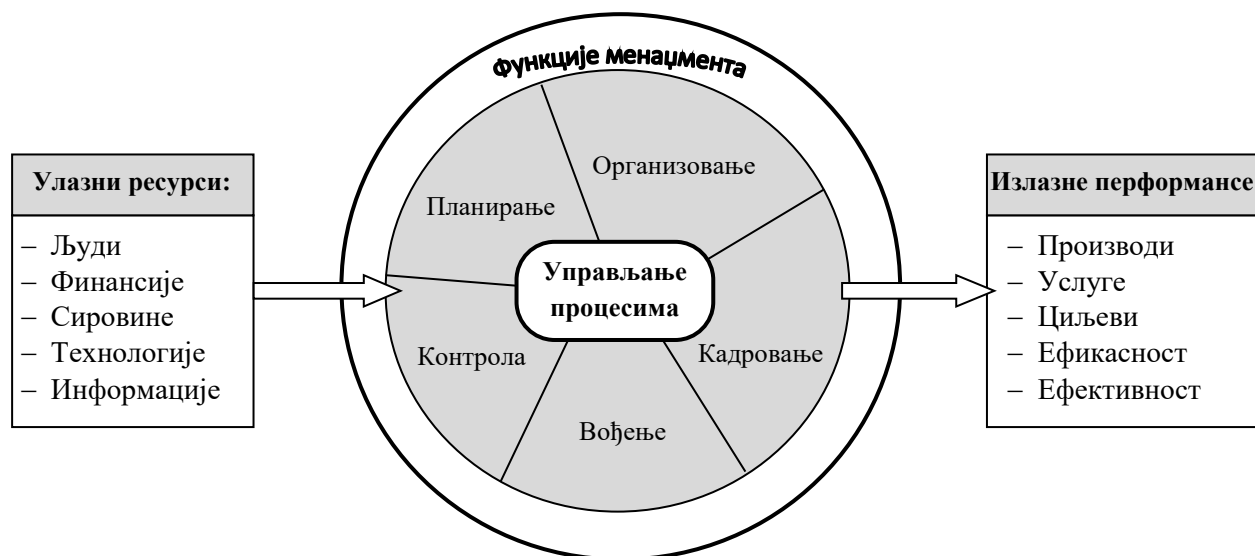 Функције менаџмента
Улазни ресурси:
– Људи
– Финансије
– Сировине
– Технологије
– Информације
Организовање
Планирање
Управљање
процесима
Контрола
Кадровање
Вођење
Излазне перформансе
– Производи
– Услуге
– Циљеви
– Ефикасност
– Ефективност